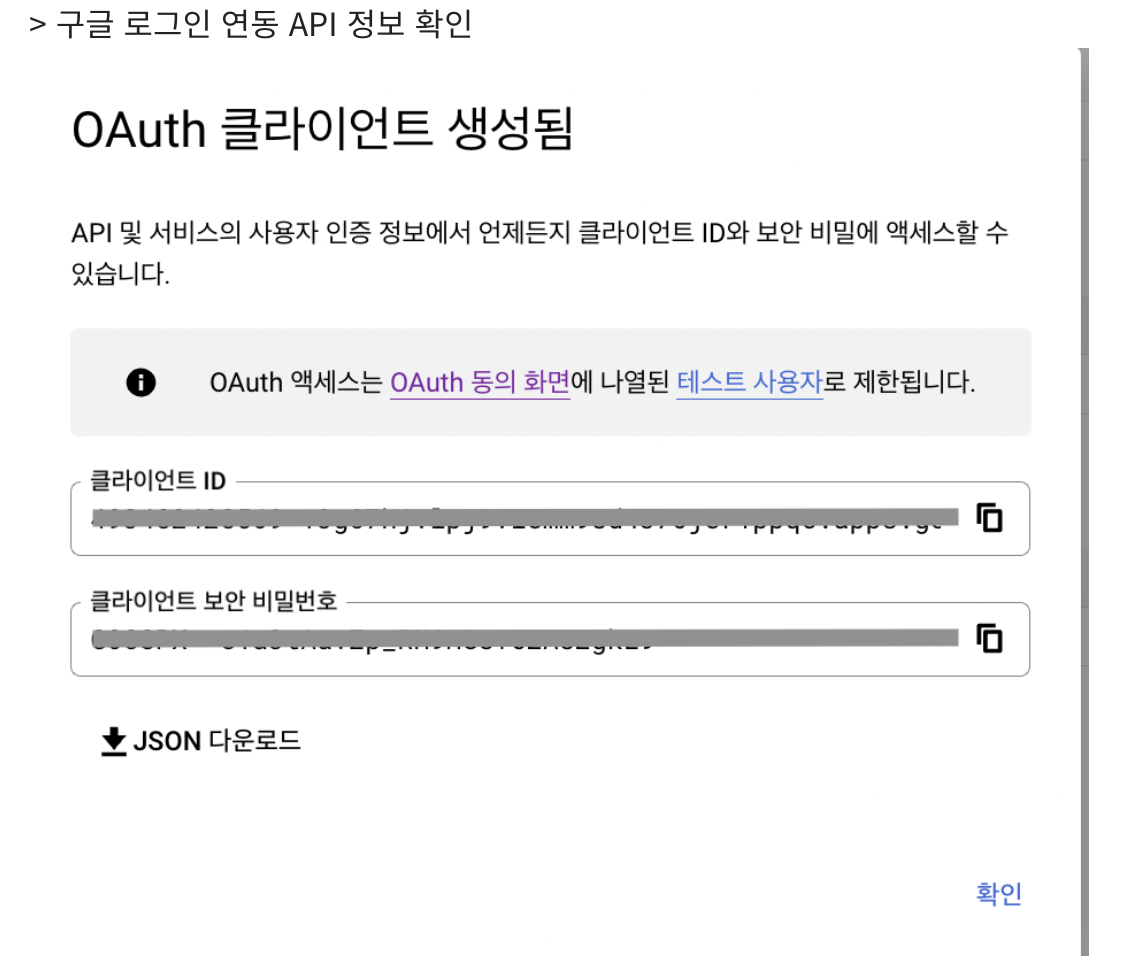 > 구글 로그인 연동 API 정보 확인
OAuth 클라이언트 생성됨
API 및 서비스의 사용자 인증 정보에서 언제든지 클라이언트 ID와 보안 비밀에 액세스할 수
있습니다.
OAuth 액세스는 OAuth 동의 화면에 나열된 테스트 사용자로 제한됩니다.
클라이언트 ID
클라이언트 보안 비밀번호
JSON 다운로드
확인